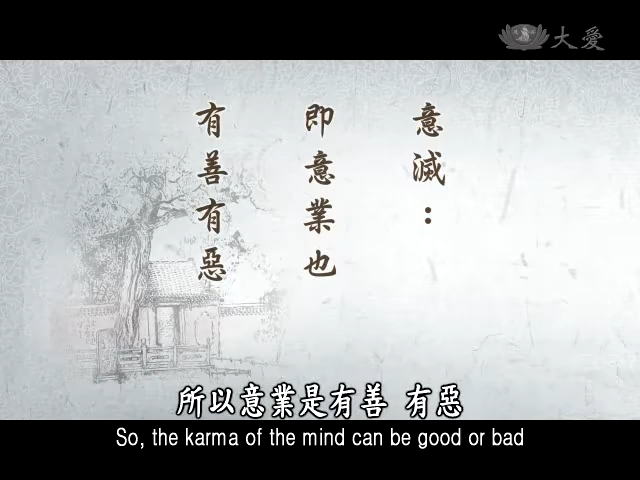 大愛
意滅：
即意業也
有善有惡
所以意業是有善 有惡
So, the karma of the mind can be good or bad